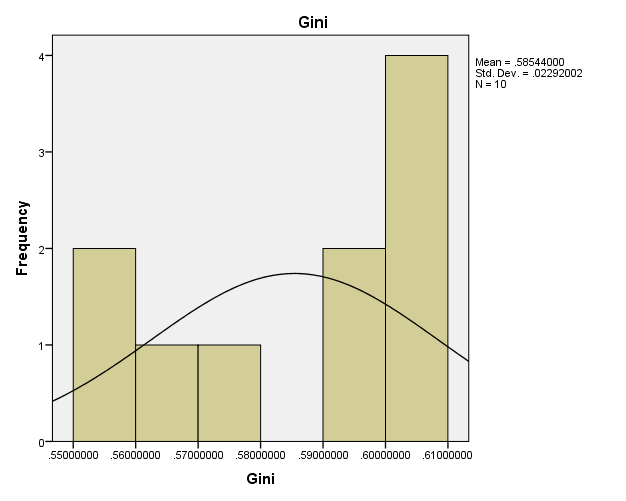 Gini
Mean = .58544000
Std. Dev. = .02292002
N = 10
Frequency
4
3
2
1
0
.55000000 .56000000 .57000000 .58000000 .59000000 .60000000 .61000000
Gini